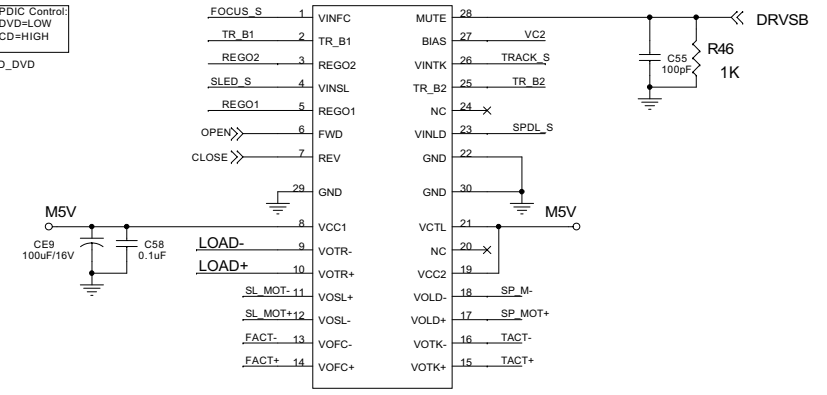 PDIC Control:
DVD=LOW
CD=HIGH
D_DVD
FOCUS_S 1 VINFC
TR_B1 2 TR_B1
REGO2 3 REGO2
SLED_S 4 VINSL
REGO1 5 REGO1
OPEN 6 FWD
CLOSE 7 REV
29 GND
M5V
8 VCC1
CE9
100uF/16V
C58
0.1uF
LOAD- 9 VOTR-
LOAD+ 10 VOTR+
SL_MOT- 11 VOSL+
SL_MOT+ 12 VOSL-
FACT- 13 VOFC-
FACT+ 14 VOFC+
MUTE 28 DRVSB
BIAS 27 VC2
VINTK 26 TRACK_S
TR_B2 25 TR_B2
NC 24
VINLD 23 SPDL_S
GND 22
GND 30
VCTL 21 M5V
NC 20
VCC2 19
VOLD- 18 SP_M-
VOLD+ 17 SP_MOT+
VOTK- 16 TACT-
VOTK+ 15 TACT+
C55
100pF
R46
1K